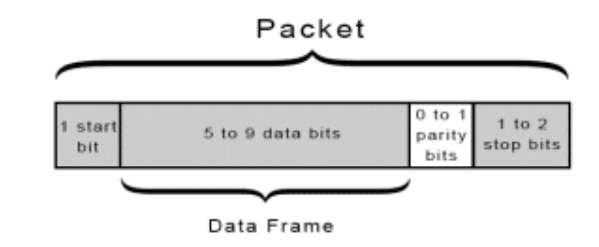 Packet
1 start
bit
5 to 9 data bits
0 to 1
parity
bits
1 to 2
stop bits
Data Frame